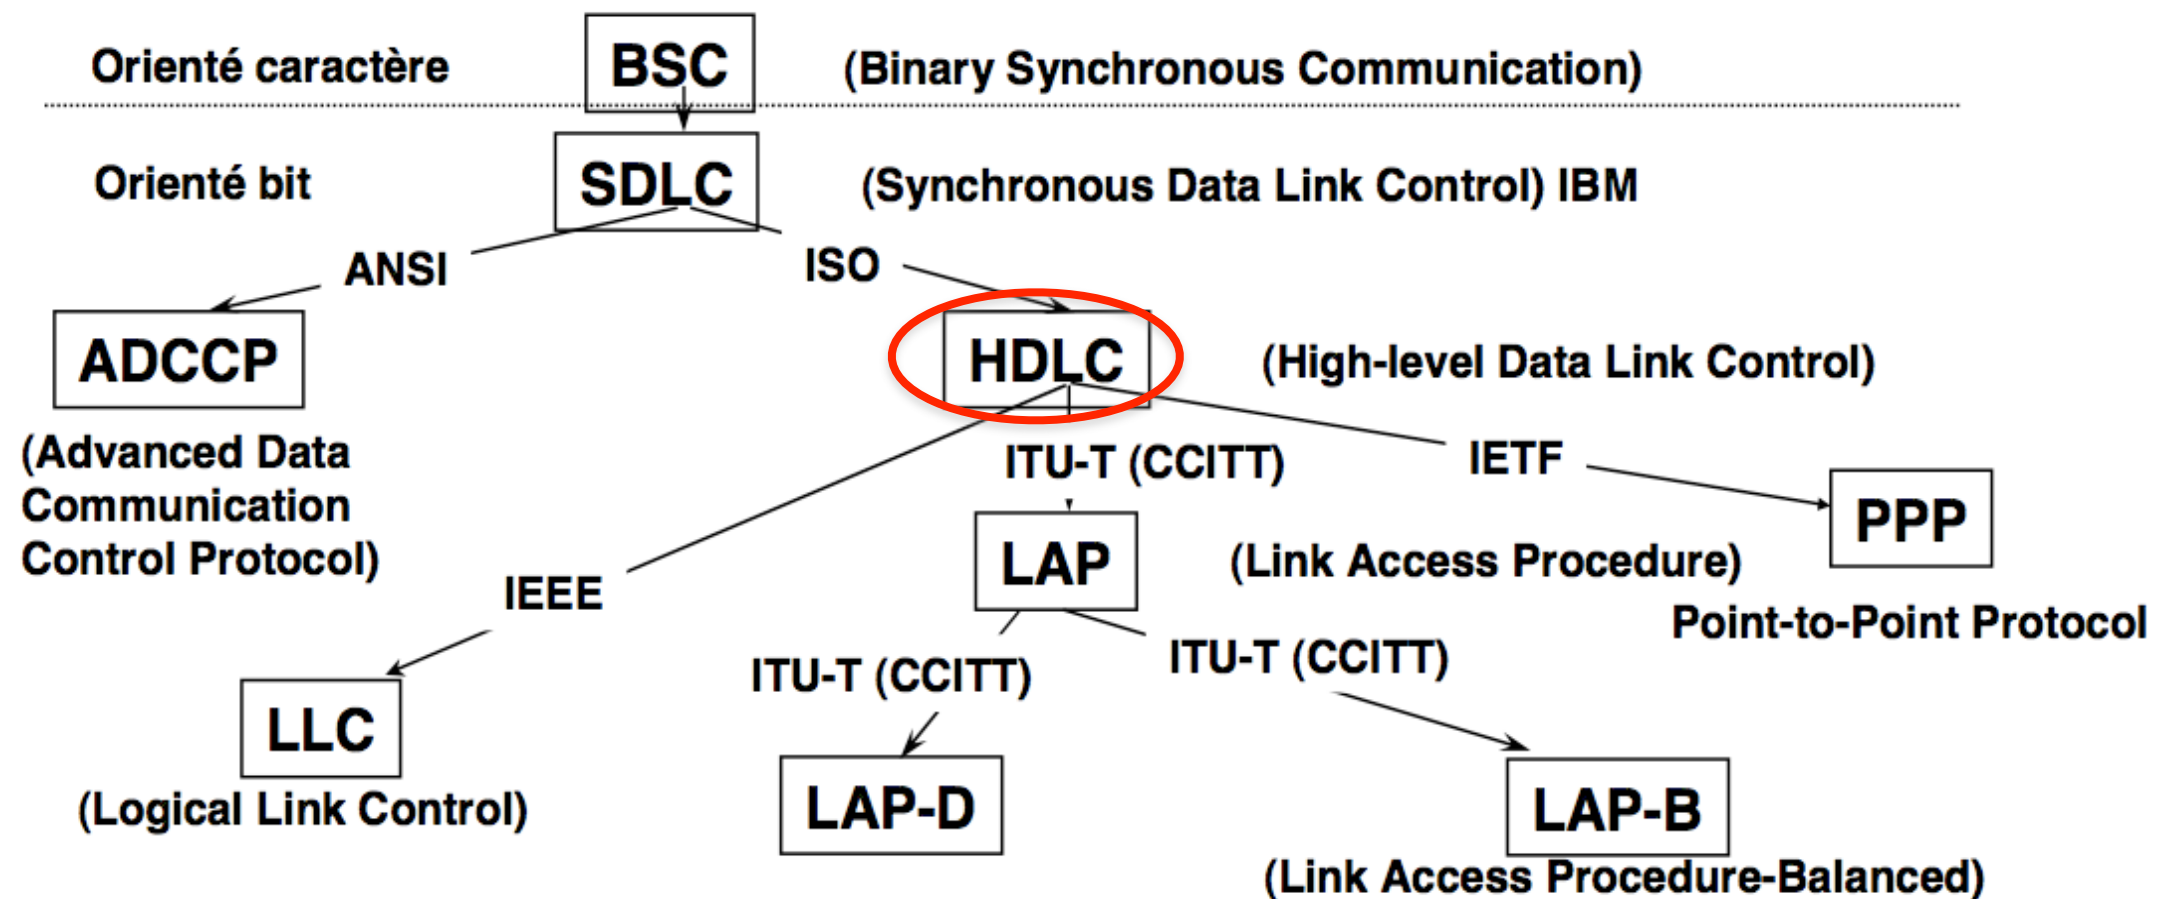 Orienté caractère
BSC
(Binary Synchronous Communication)
Orienté bit
SDLC
(Synchronous Data Link Control) IBM
ANSI
ISO
ADCCP
HDLC
(High-level Data Link Control)
(Advanced Data
Communication
Control Protocol)
ITU-T (CCITT)
IETF
PPP
LAP
(Link Access Procedure)
IEEE
Point-to-Point Protocol
ITU-T (CCITT)
ITU-T (CCITT)
LLC
(Logical Link Control)
LAP-D
LAP-B
(Link Access Procedure-Balanced)